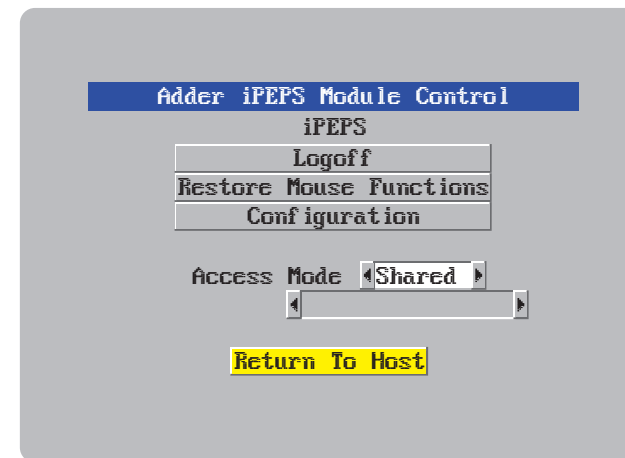 Adder iPEPS Module Control
iPEPS
Logoff
Restore Mouse Functions
Configuration
Access Mode Shared
Return To Host